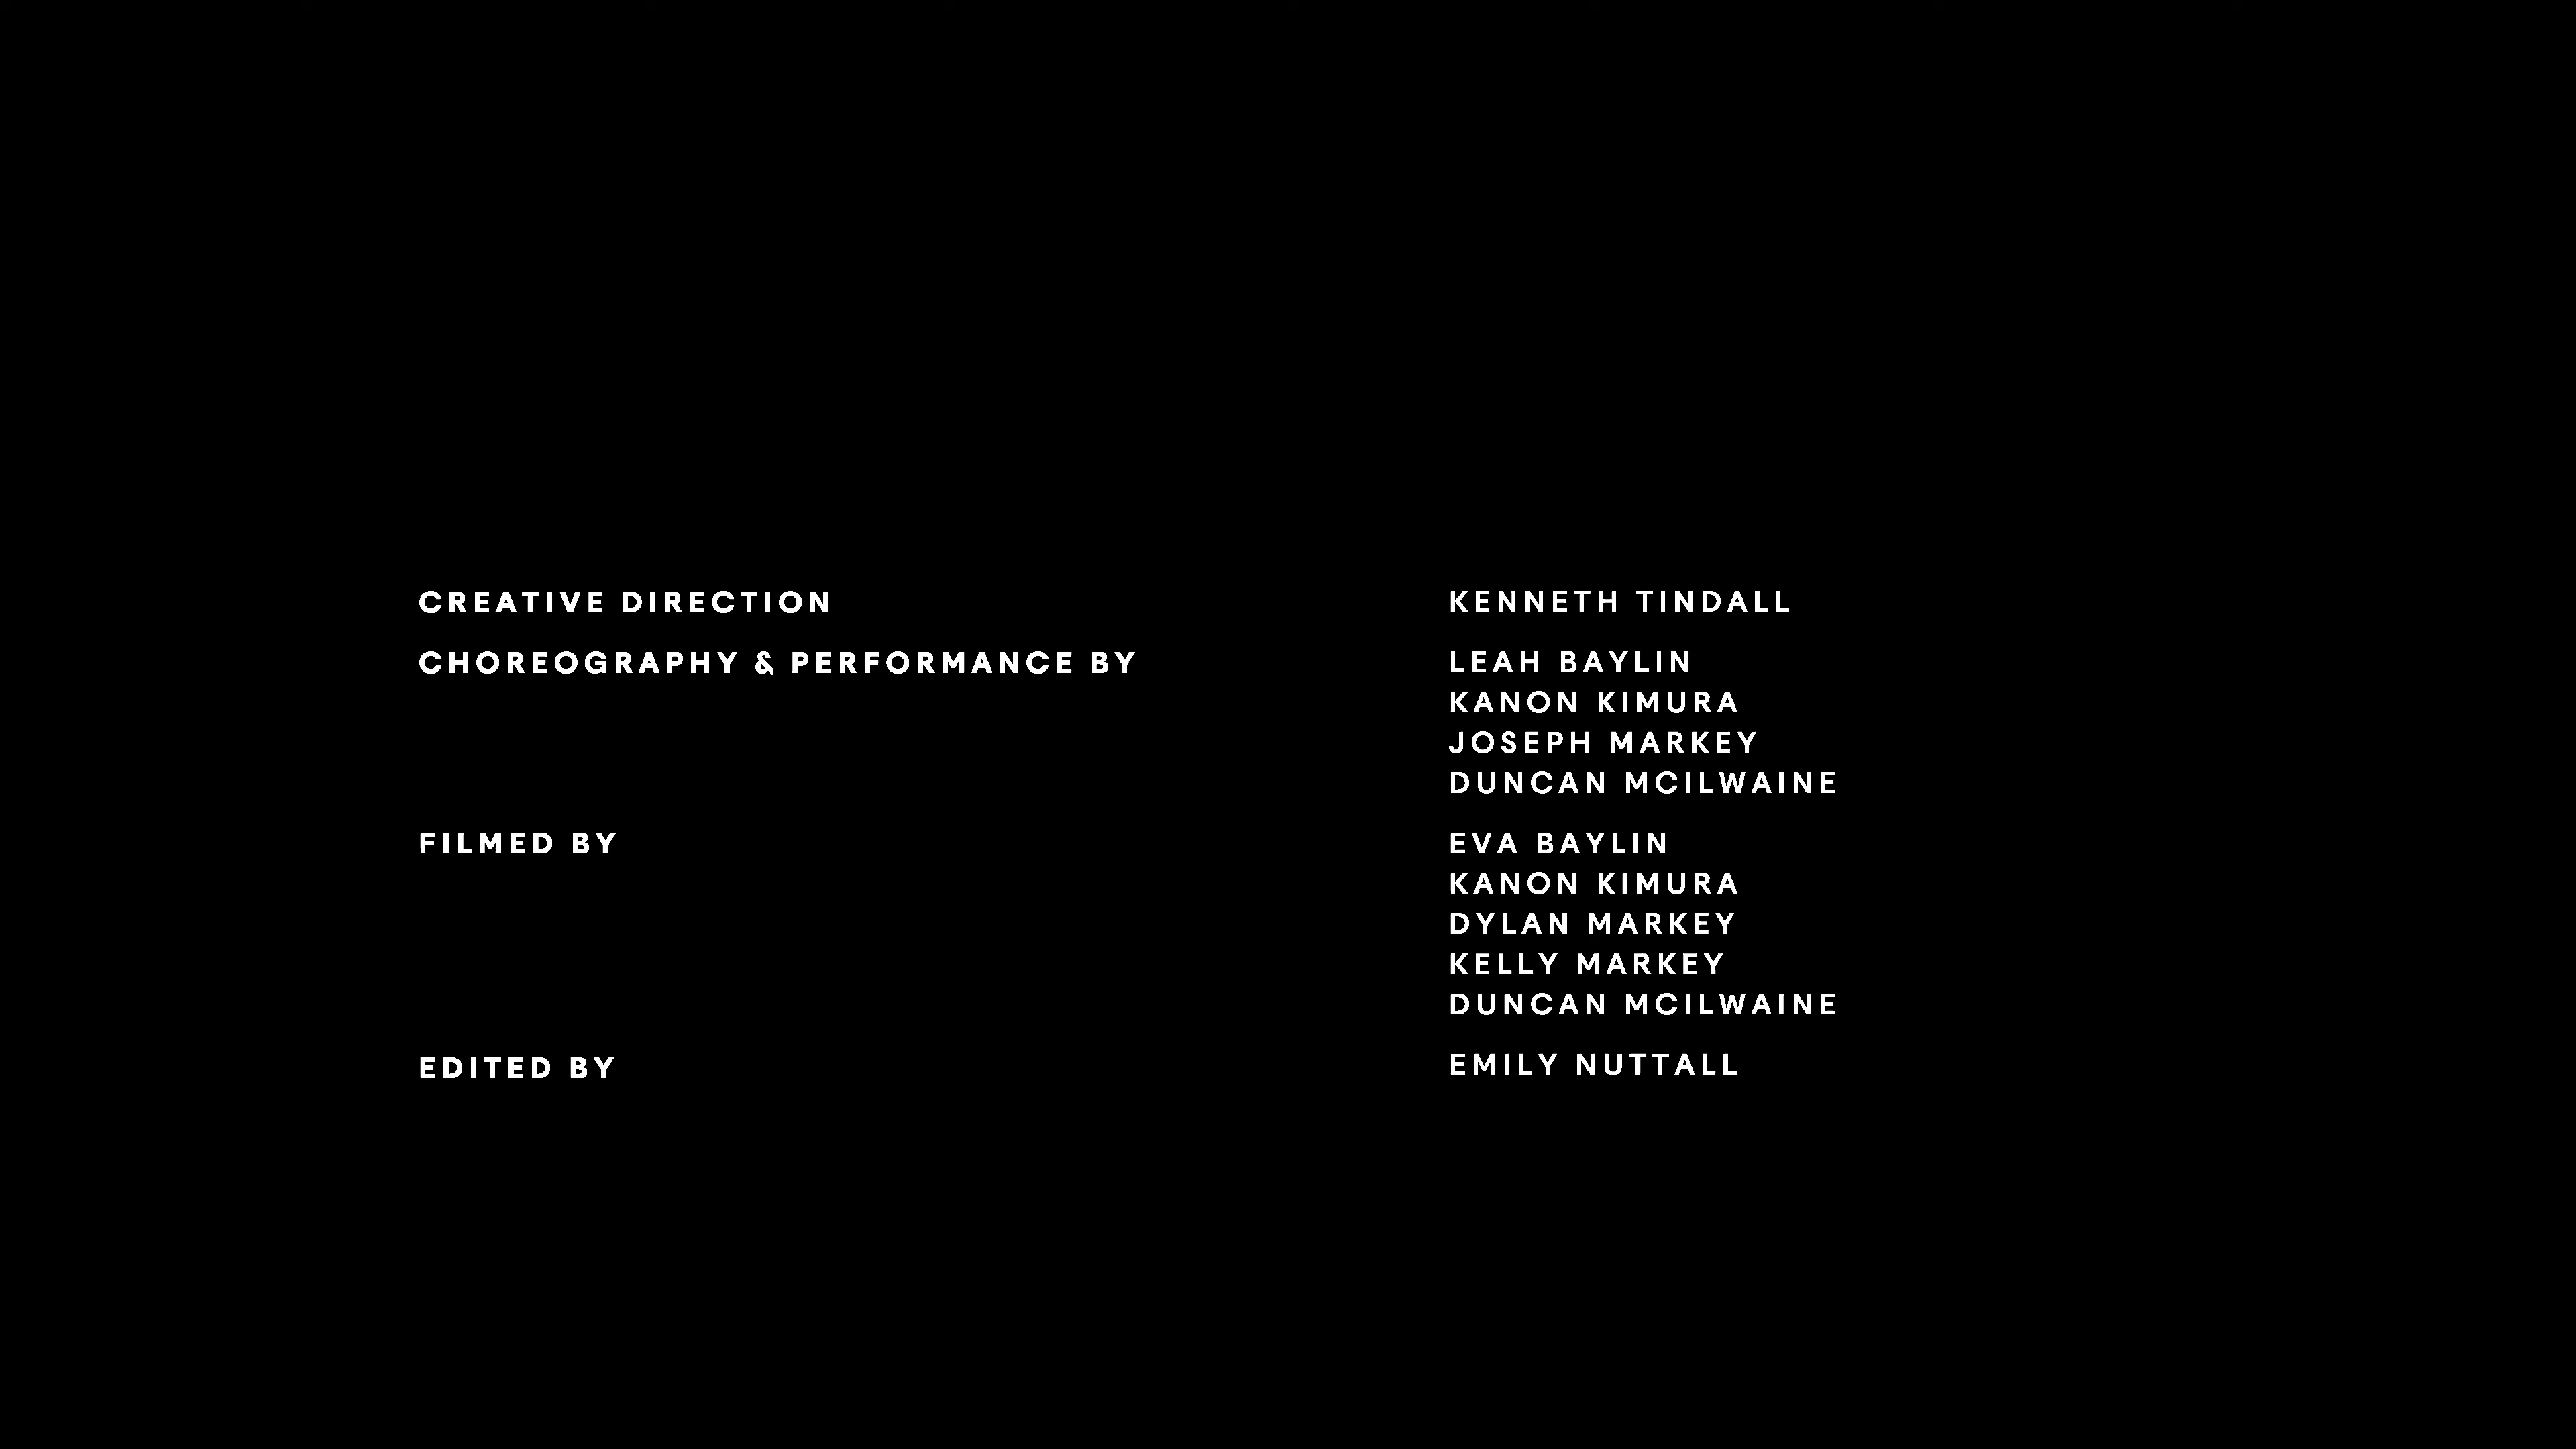 CREATIVE DIRECTION KENNETH TINDALL
CHOREOGRAPHY & PERFORMANCE BY LEAH BAYLIN
KANON KIMURA
JOSEPH MARKEY
DUNCAN MCILWAINE
FILMED BY EVA BAYLIN
KANON KIMURA
DYLAN MARKEY
KELLY MARKEY
DUNCAN MCILWAINE
EDITED BY EMILY NUTTALL